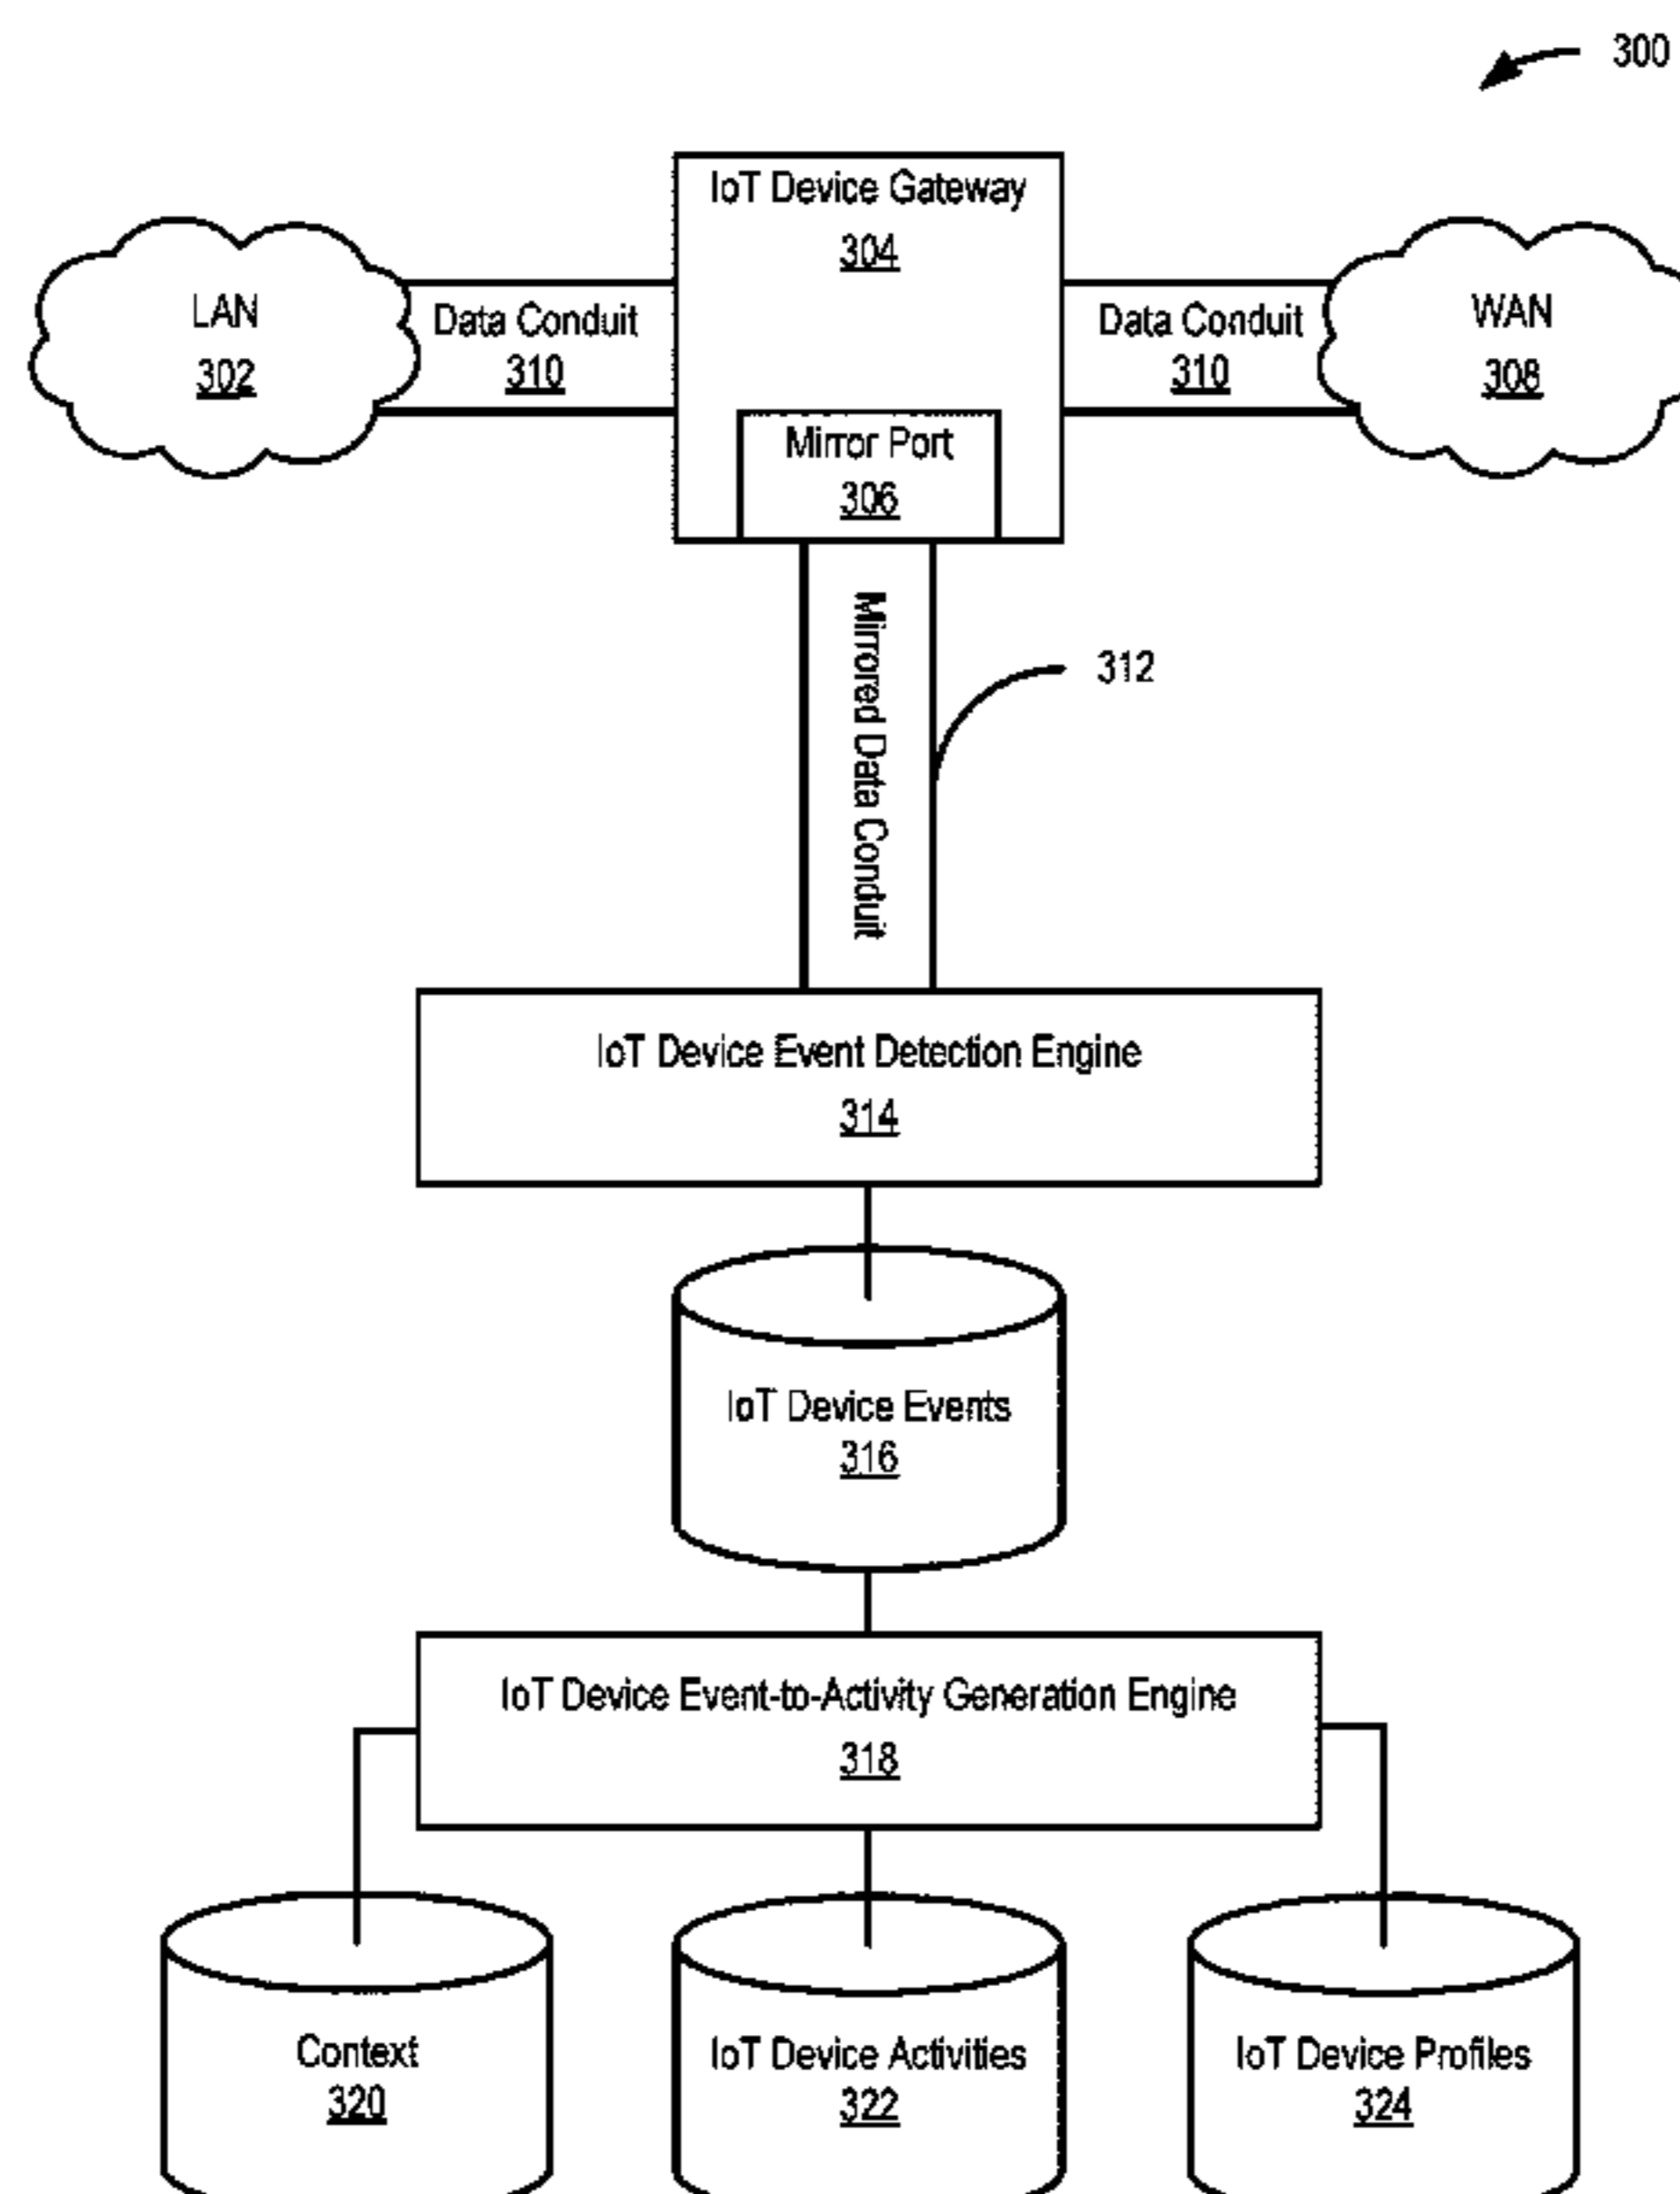 300
IoT Device Gateway
304
LAN
302
Data Conduit
310
Data Conduit
310
WAN
308
Mirror Port
306
Mirrored Data Conduit
312
IoT Device Event Detection Engine
314
IoT Device Events
316
IoT Device Event-to-Activity Generation Engine
318
Context
320
IoT Device Activities
322
IoT Device Profiles
324